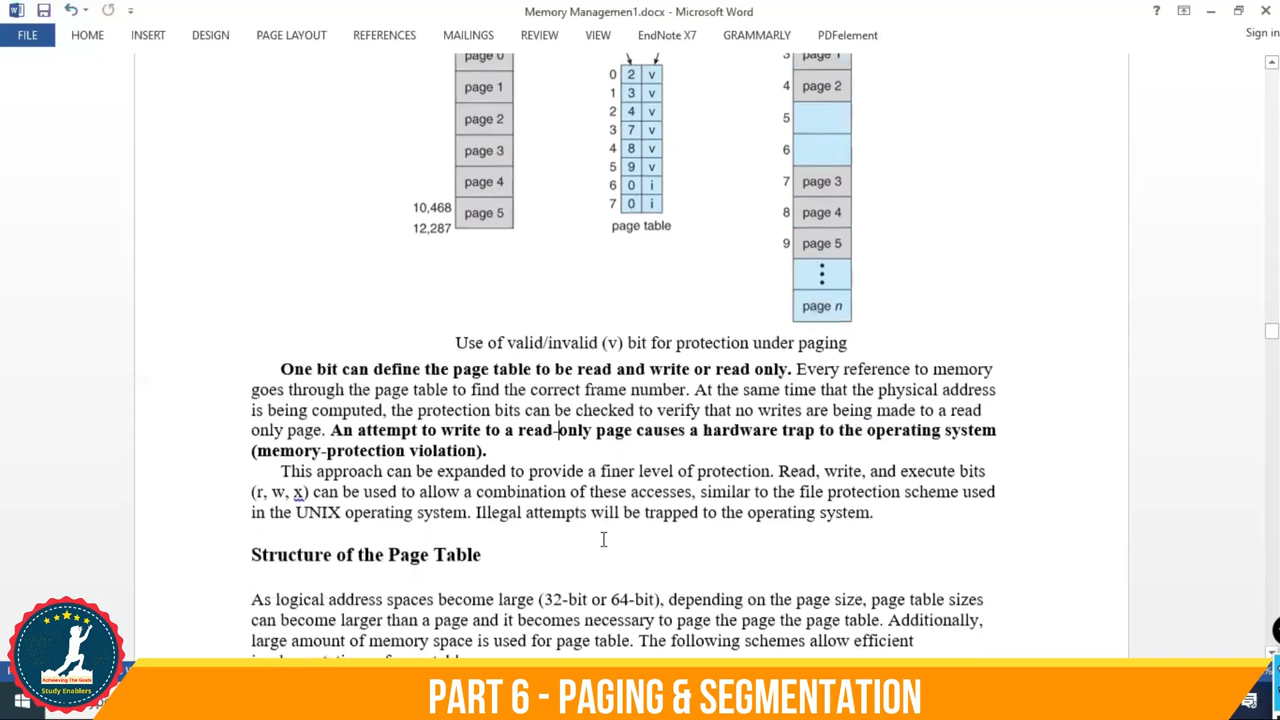 Memory Managemen1.docx - Microsoft Word
?
Sign in
FILE HOME INSERT DESIGN PAGE LAYOUT REFERENCES MAILINGS REVIEW VIEW EndNote X7 GRAMMARLY PDFelement
page 0
page 1
page 2
page 3
page 4
10,468
page 5
12,287
0 2 v
1 3 v
2 4 v
3 7 v
4 8 v
5 9 v
6 0 i
7 0 i
page table
3 page 1
4 page 2
5
6
7 page 3
8 page 4
9 page 5
page n
Use of valid/invalid (v) bit for protection under paging
One bit can define the page table to be read and write or read only. Every reference to memory
goes through the page table to find the correct frame number. At the same time that the physical address
is being computed, the protection bits can be checked to verify that no writes are being made to a read
only page. An attempt to write to a read-only page causes a hardware trap to the operating system
(memory-protection violation).
This approach can be expanded to provide a finer level of protection. Read, write, and execute bits
(r, w, x) can be used to allow a combination of these accesses, similar to the file protection scheme used
in the UNIX operating system. Illegal attempts will be trapped to the operating system.
Structure of the Page Table
As logical address spaces become large (32-bit or 64-bit), depending on the page size, page table sizes
can become larger than a page and it becomes necessary to page the page the page table. Additionally,
large amount of memory space is used for page table. The following schemes allow efficient
Achieveing The Goals
Study Enablers
PART 6 - PAGING & SEGMENTATION